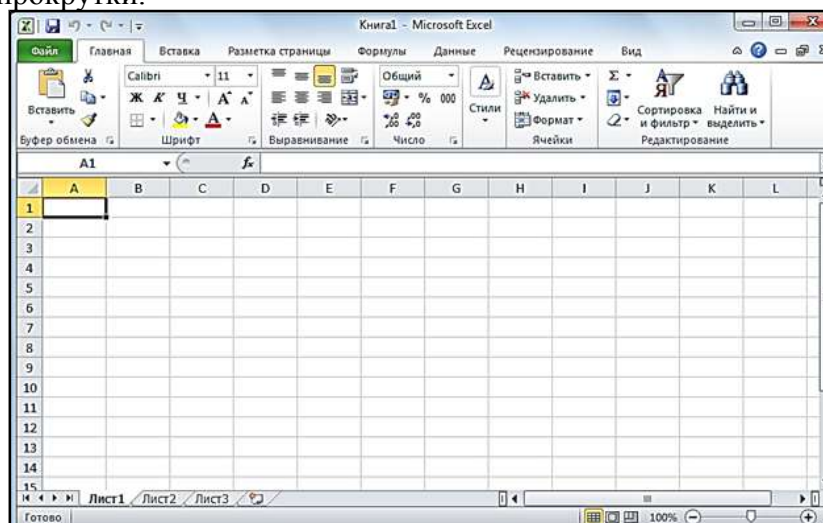 прокрутки.
Книга1 - Microsoft Excel
Файл Главная Вставка Разметка страницы Формулы Данные Рецензирование Вид
Calibri 11 Общий Вставить Σ
Ж К Ч A A % 000 Удалить
Вставить Стили Сортировка Найти и
A Формат и фильтр выделить
Буфер обмена Шрифт Выравнивание Число Ячейки Редактирование
A1 fx
A B C D E F G H I J K L
1
2
3
4
5
6
7
8
9
10
11
12
13
14
15
Лист1 Лист2 Лист3
Готово 100%